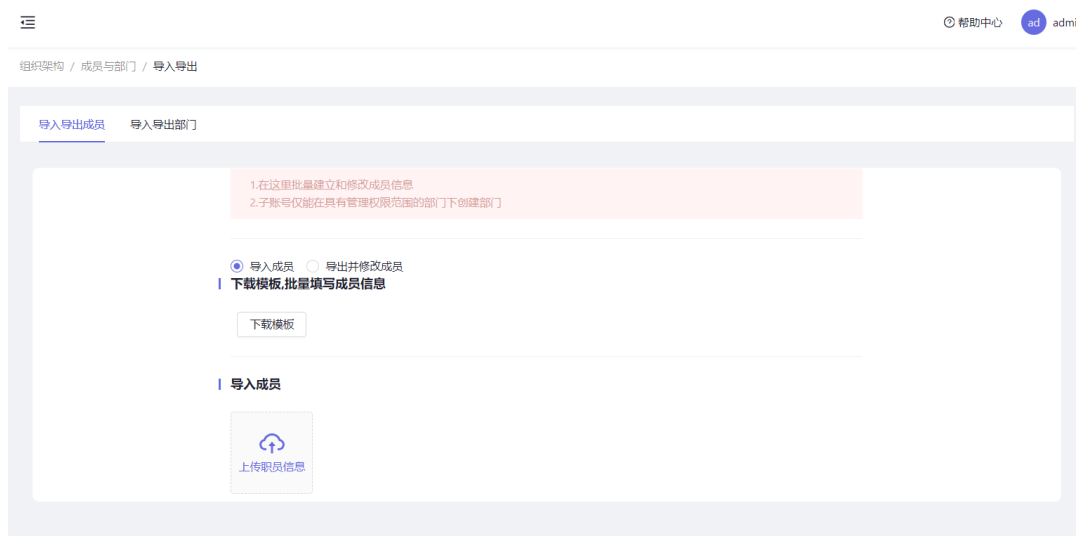 帮助中心 ad admi
组织架构 / 成员与部门 / 导入导出
导入导出成员 导入导出部门
1.在这里批量建立和修改成员信息
2.子账号仅能在具有管理权限范围的部门下创建部门
导入成员 导出并修改成员
下载模板,批量填写成员信息
下载模板
导入成员
上传职员信息